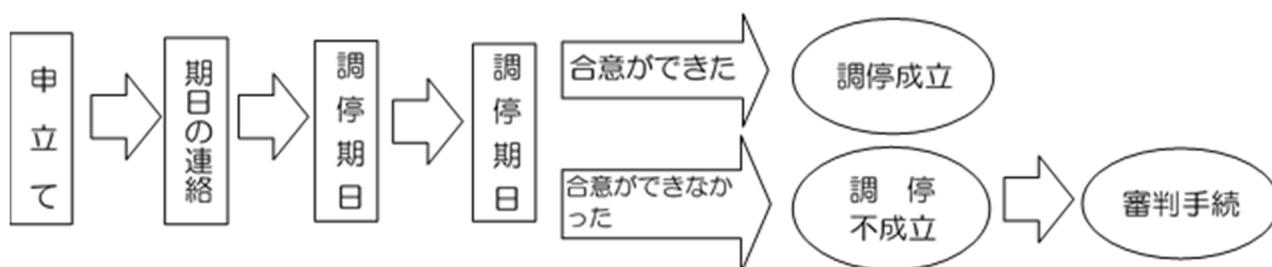 申立て
期日の連絡
調停期日
調停期日
合意ができた
調停成立
合意ができなか
った
調　停
不成立
審判手続